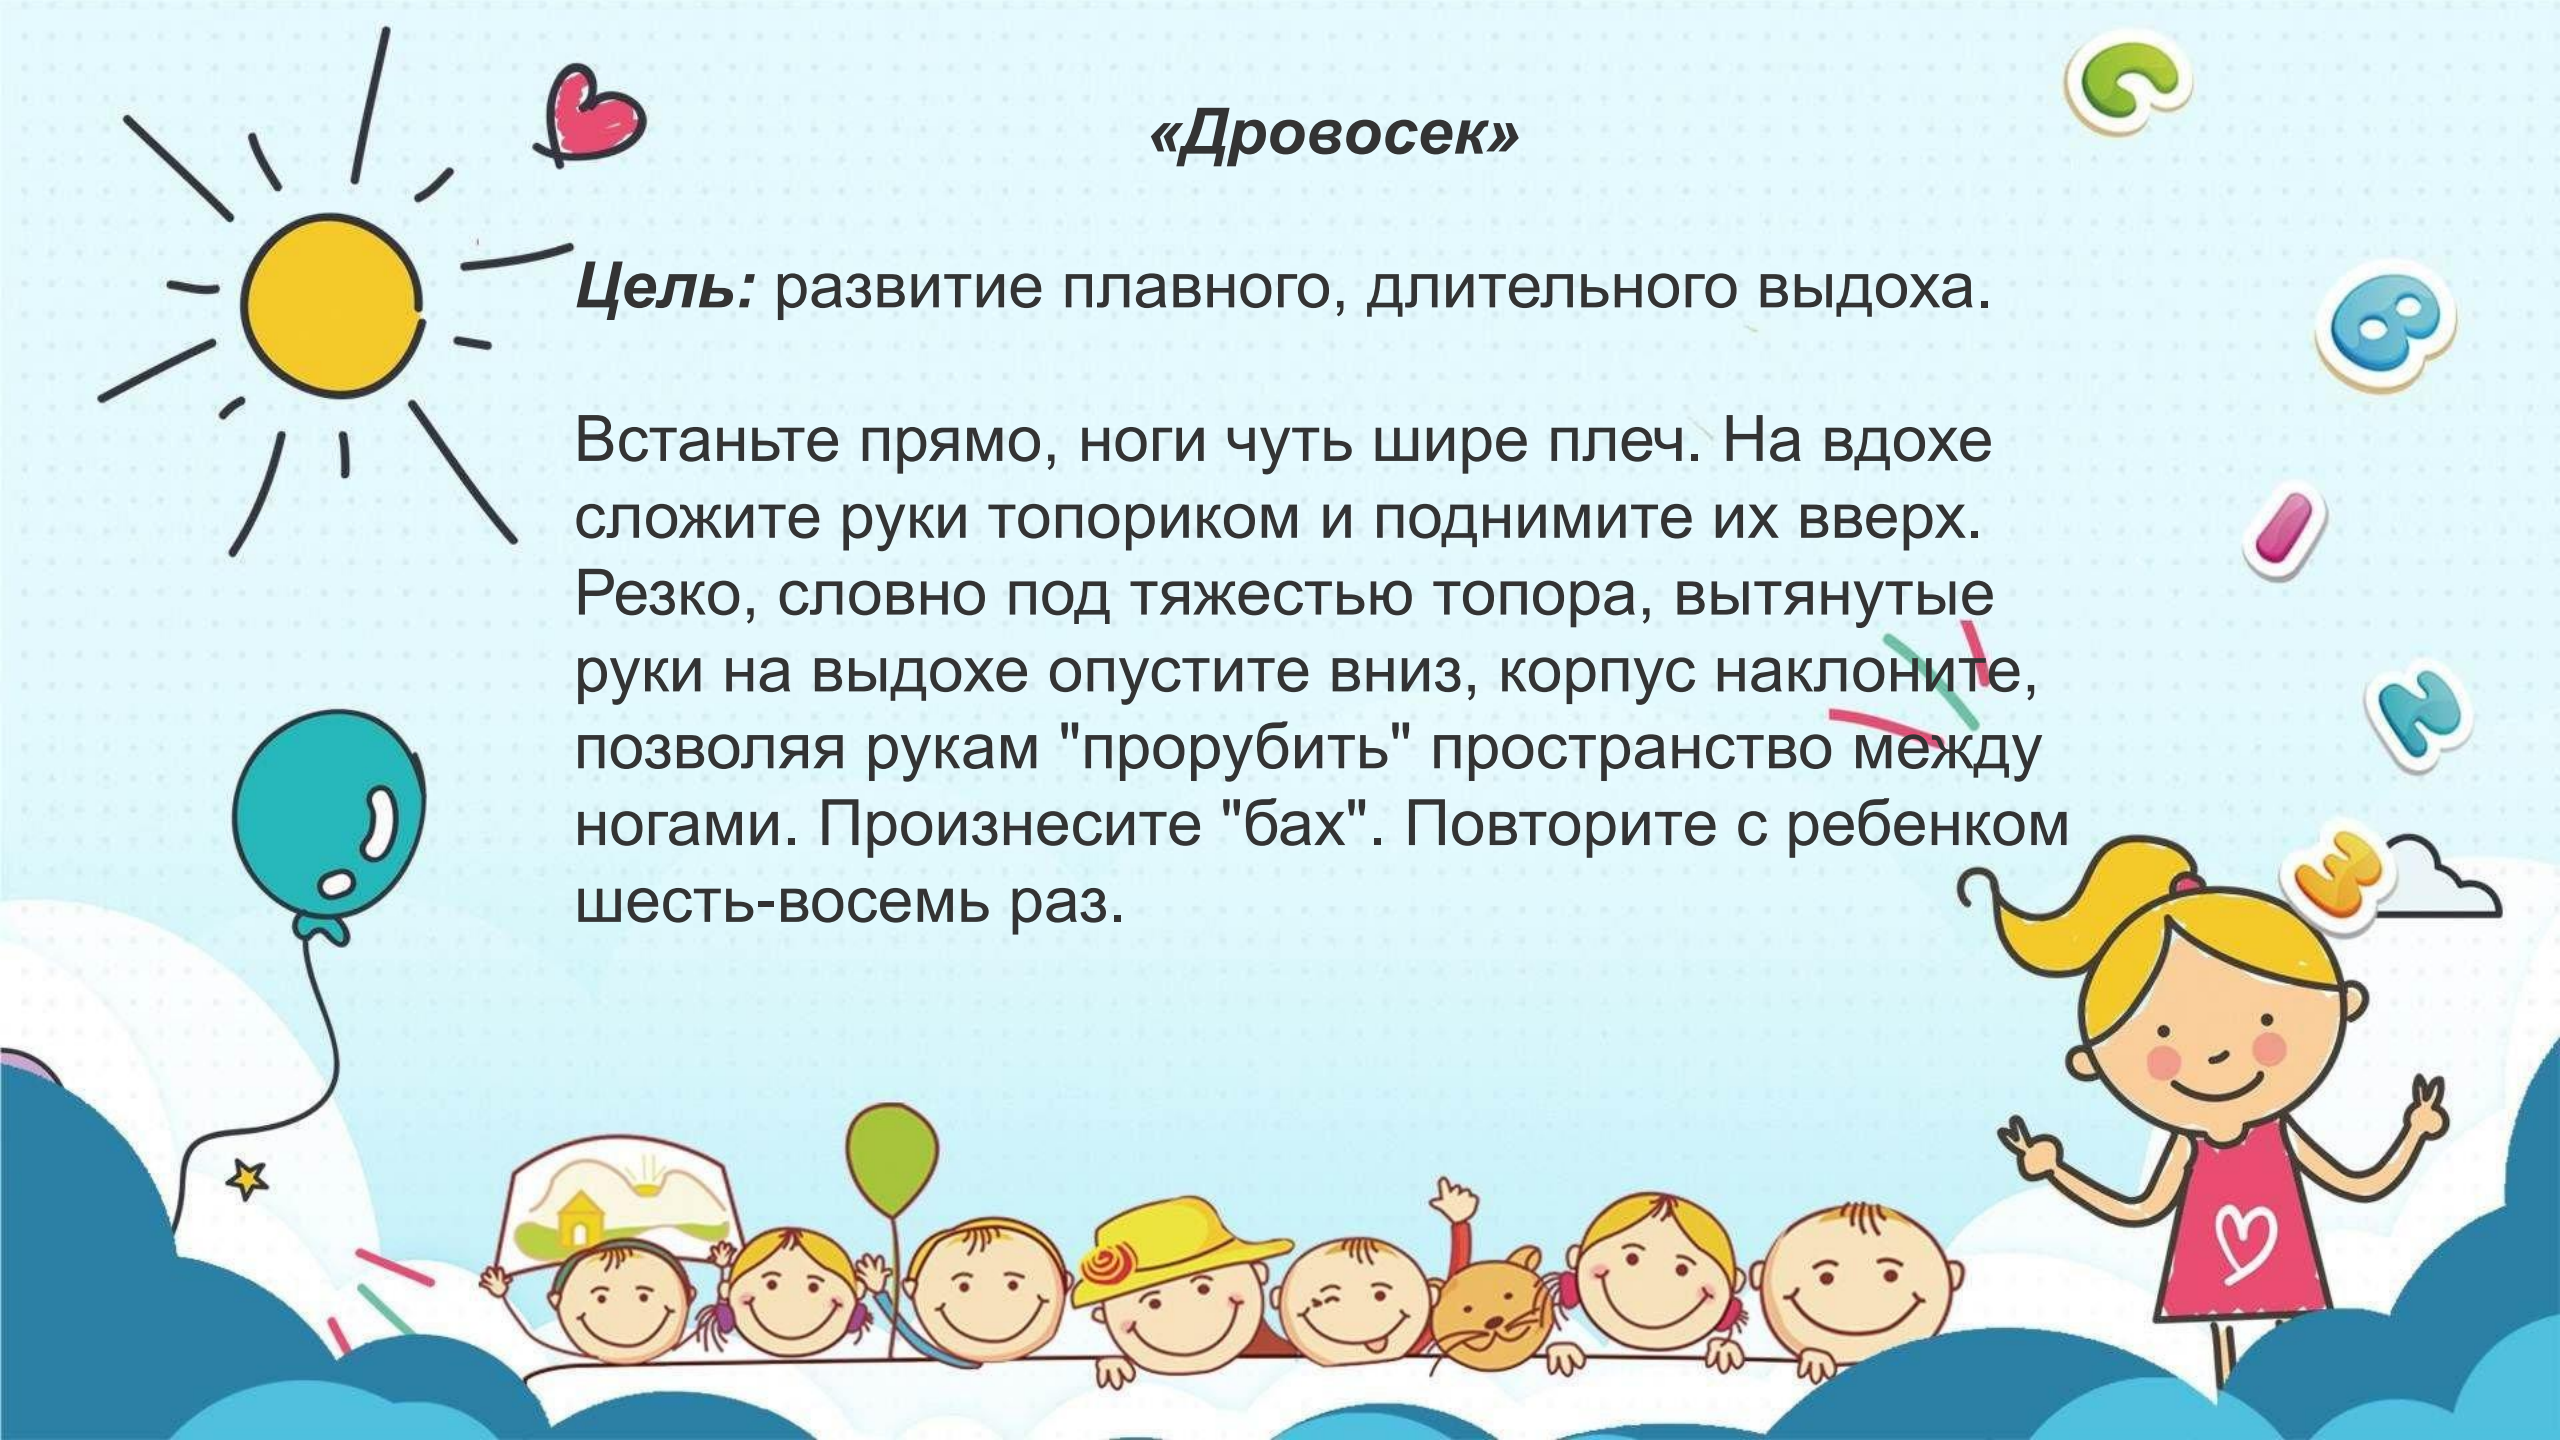 «Дровосек»
Цель: развитие плавного, длительного выдоха.
Встаньте прямо, ноги чуть шире плеч. На вдохе
сложите руки топориком и поднимите их вверх.
Резко, словно под тяжестью топора, вытянутые
руки на выдохе опустите вниз, корпус наклоните,
позволяя рукам "прорубить" пространство между
ногами. Произнесите "бах". Повторите с ребенком
шесть-восемь раз.